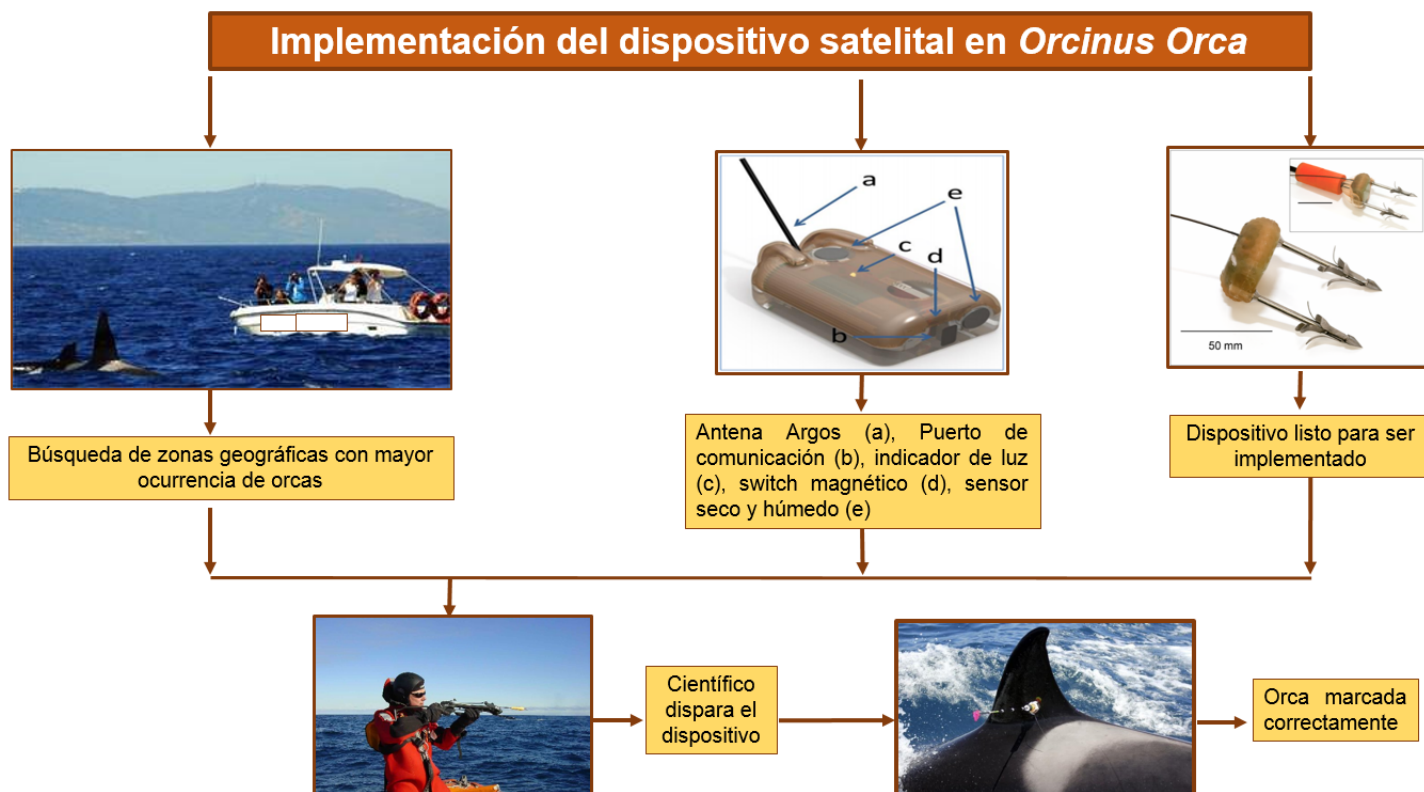 Implementación del dispositivo satelital en Orcinus Orca
a
e
c
d
b
50 mm
Búsqueda de zonas geográficas con mayor
ocurrencia de orcas
Antena Argos (a), Puerto de
comunicación (b), indicador de luz
(c), switch magnético (d), sensor
seco y húmedo (e)
Dispositivo listo para ser
implementado
Científico
dispara el
dispositivo
Orca marcada
correctamente